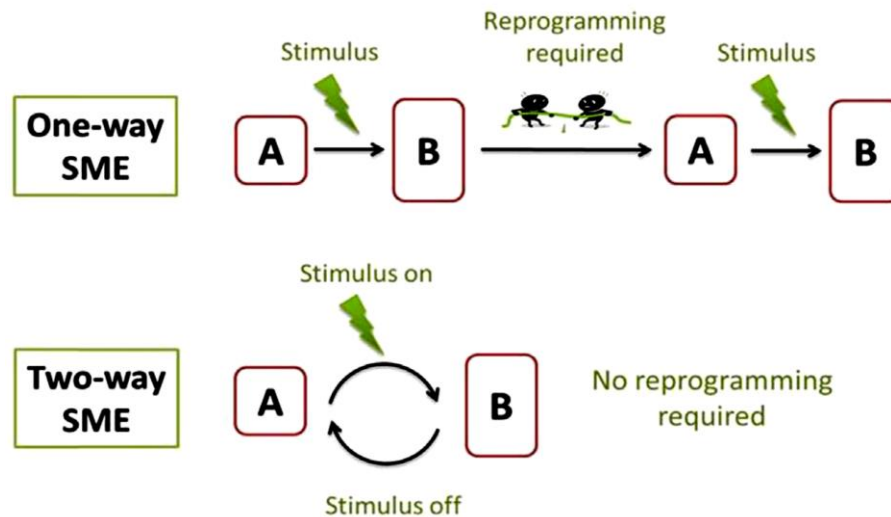 Stimulus
Reprogramming
required
Stimulus
One-way
SME
A
B
A
B
Stimulus on
Two-way
SME
A
B
No reprogramming
required
Stimulus off